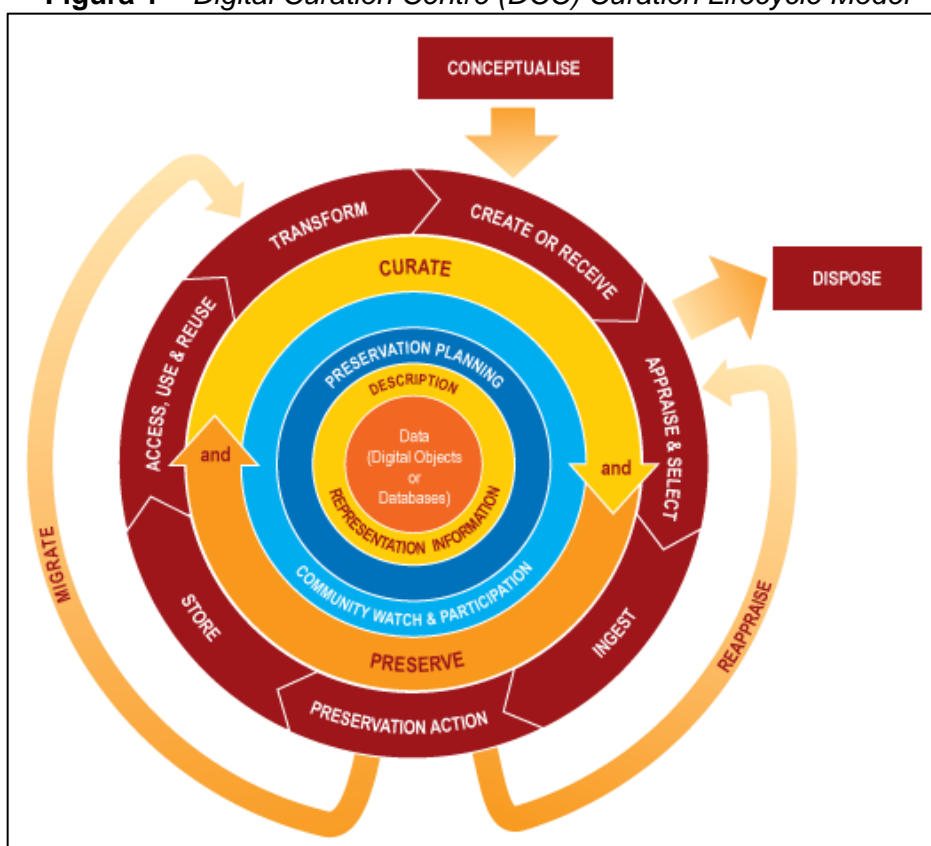 Figura 1 – Digital Curation Centre (DCC) Curation Lifecycle Model
CONCEPTUALISE
DISPOSE
TRANSFORM
CREATE OR RECEIVE
APPRAISE & SELECT
INGEST
PRESERVATION ACTION
STORE
ACCESS, USE & REUSE
MIGRATE
REAPPRAISE
CURATE
and
PRESERVE
and
PRESERVATION PLANNING
COMMUNITY WATCH & PARTICIPATION
DESCRIPTION
REPRESENTATION INFORMATION
Data
(Digital Objects
or
Databases)